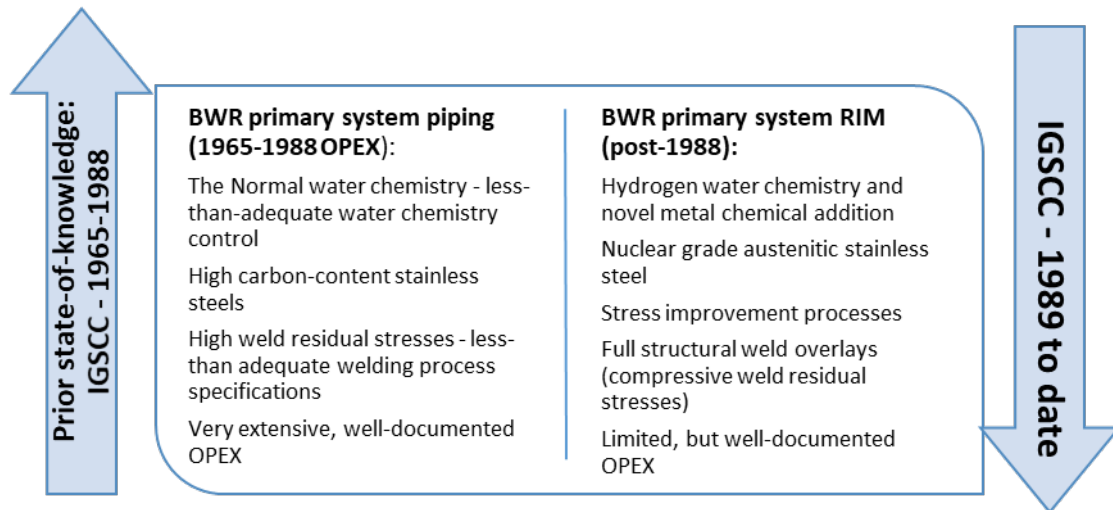 Prior state-of-knowledge:
IGSCC - 1965-1988
BWR primary system piping
(1965-1988 OPEX):
The Normal water chemistry - less-
than-adequate water chemistry
control
High carbon-content stainless
steels
High weld residual stresses - less-
than adequate welding process
specifications
Very extensive, well-documented
OPEX
BWR primary system RIM
(post-1988):
Hydrogen water chemistry and
novel metal chemical addition
Nuclear grade austenitic stainless
steel
Stress improvement processes
Full structural weld overlays
(compressive weld residual
stresses)
Limited, but well-documented
OPEX
IGSCC - 1989 to date